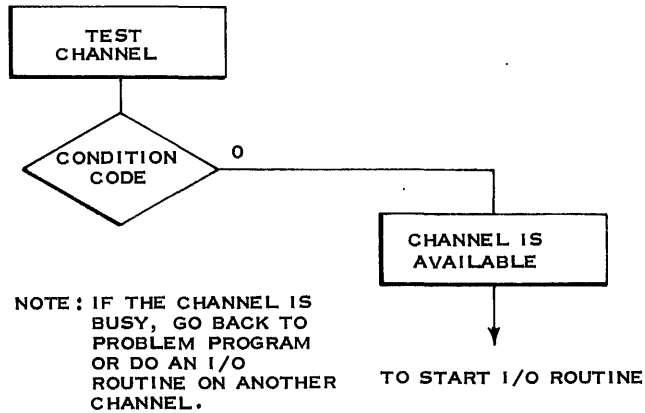 TEST
CHANNEL
CONDITION
CODE
0
CHANNEL IS
AVAILABLE
NOTE: IF THE CHANNEL IS
BUSY, GO BACK TO
PROBLEM PROGRAM
OR DO AN I/O
ROUTINE ON ANOTHER
CHANNEL.
TO START I/O ROUTINE